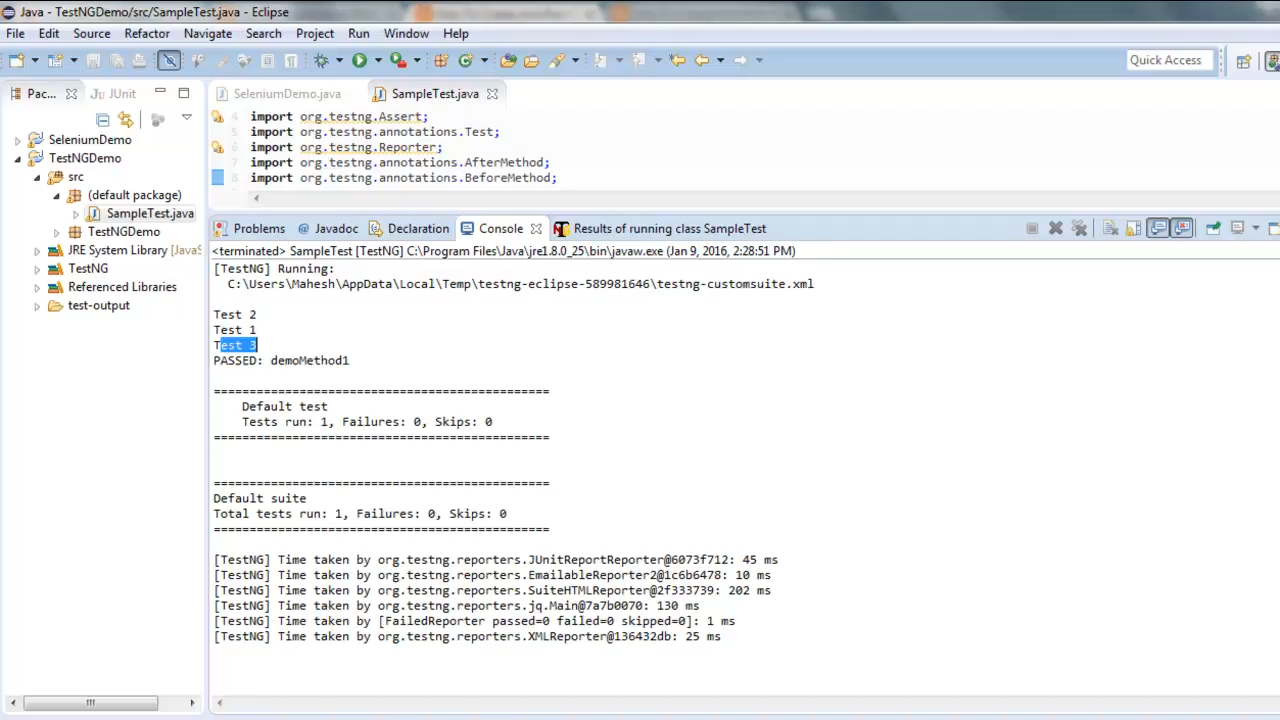 Java - TestNGDemo/src/SampleTest.java - Eclipse
File Edit Source Refactor Navigate Search Project Run Window Help
Quick Access
Pac... JUnit SeleniumDemo.java SampleTest.java
SeleniumDemo
TestNGDemo
src
(default package)
SampleTest.java
TestNGDemo
JRE System Library [JavaS
TestNG
Referenced Libraries
test-output
4 import org.testng.Assert;
5 import org.testng.annotations.Test;
6 import org.testng.Reporter;
7 import org.testng.annotations.AfterMethod;
8 import org.testng.annotations.BeforeMethod;
Problems @ Javadoc Declaration Console Results of running class SampleTest
<terminated> SampleTest [TestNG] C:\Program Files\Java\jre1.8.0_25\bin\javaw.exe (Jan 9, 2016, 2:28:51 PM)
[TestNG] Running:
C:\Users\Mahesh\AppData\Local\Temp\testng-eclipse-589981646\testng-customsuite.xml
Test 2
Test 1
Test 3
PASSED: demoMethod1
===============================================
Default test
Tests run: 1, Failures: 0, Skips: 0
===============================================
===============================================
Default suite
Total tests run: 1, Failures: 0, Skips: 0
===============================================
[TestNG] Time taken by org.testng.reporters.JUnitReportReporter@6073f712: 45 ms
[TestNG] Time taken by org.testng.reporters.EmailableReporter2@1c6b6478: 10 ms
[TestNG] Time taken by org.testng.reporters.SuiteHTMLReporter@2f333739: 202 ms
[TestNG] Time taken by org.testng.reporters.jq.Main@7a7b0070: 130 ms
[TestNG] Time taken by [FailedReporter passed=0 failed=0 skipped=0]: 1 ms
[TestNG] Time taken by org.testng.reporters.XMLReporter@136432db: 25 ms